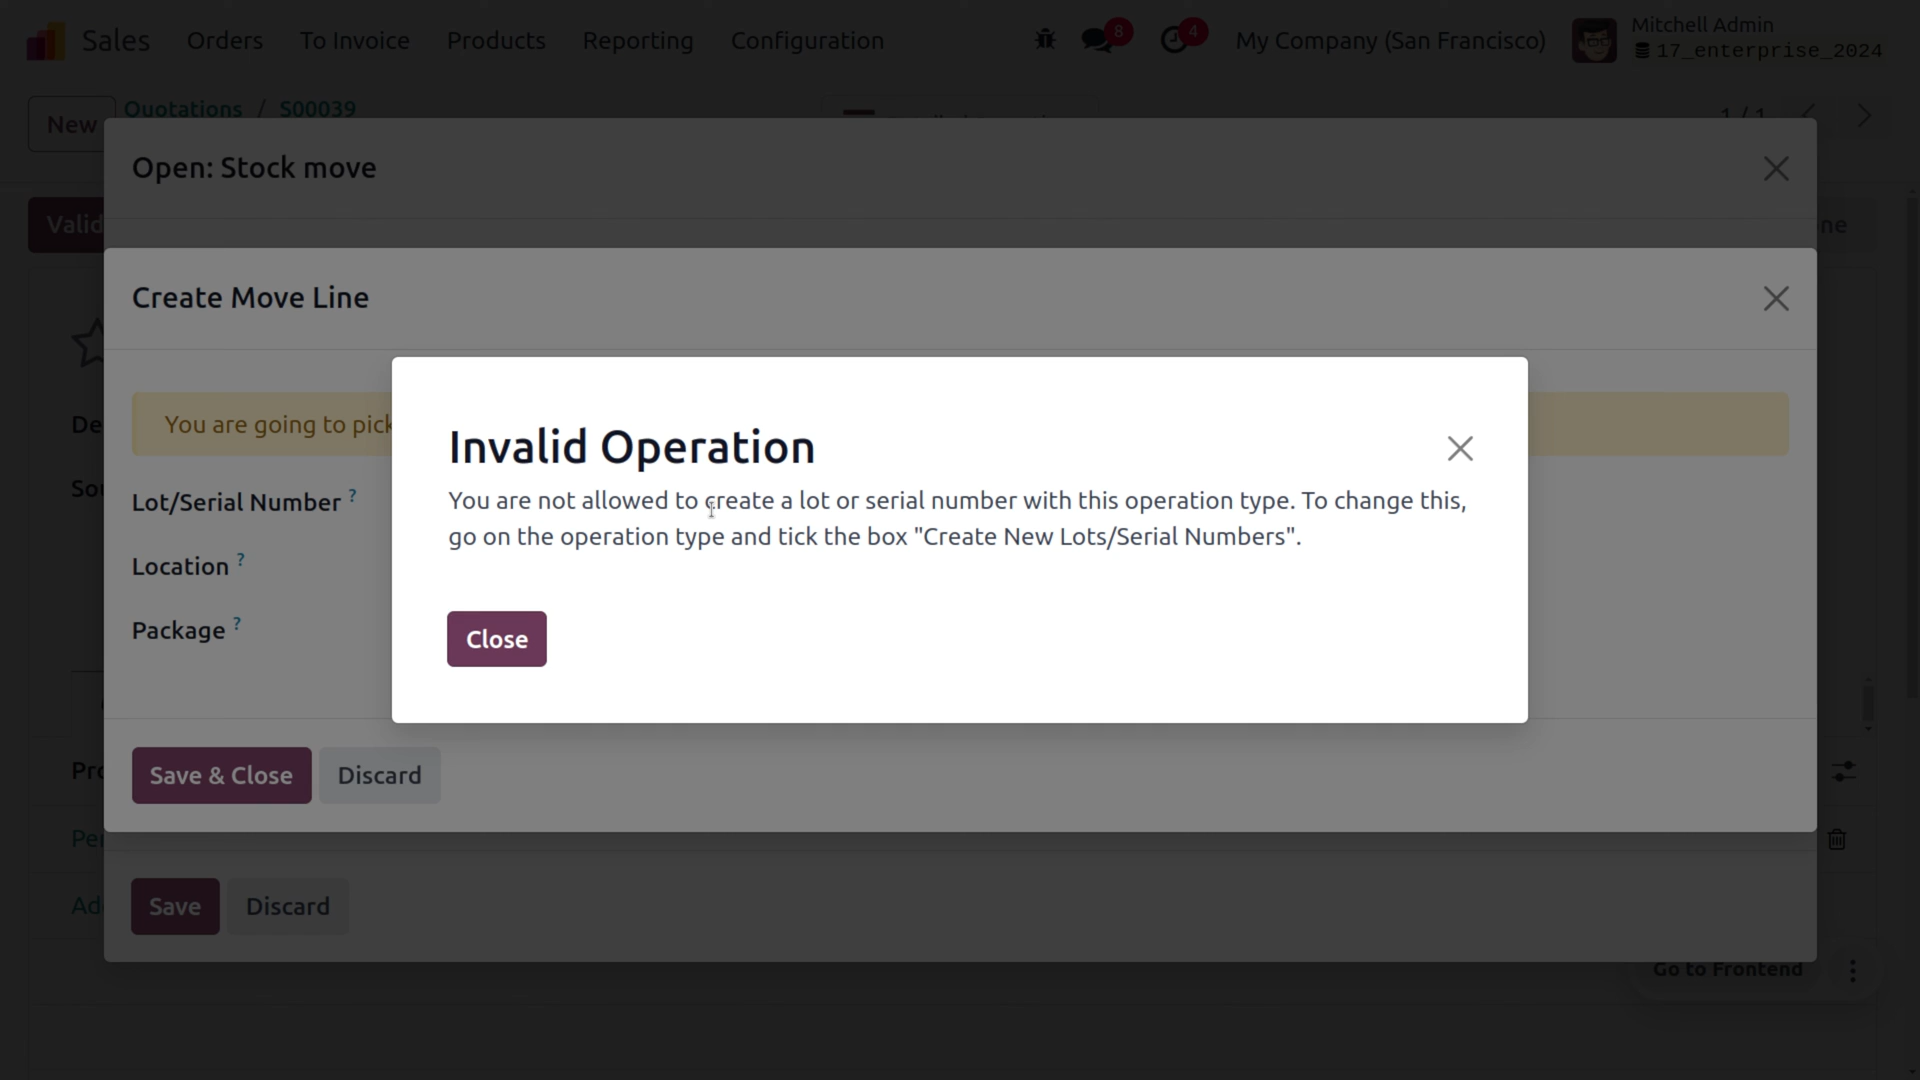 Sales Orders To Invoice Products Reporting Configuration 8 4 My Company (San Francisco) Mitchell Admin
17_enterprise_2024
Quotations / S00039
New 1 / 1
Open: Stock move
Create Move Line
You are going to pick
Invalid Operation
You are not allowed to create a lot or serial number with this operation type. To change this,
go on the operation type and tick the box "Create New Lots/Serial Numbers".
Lot/Serial Number ?
Location ?
Package ?
Close
Save & Close Discard
Save Discard
Go to Frontend